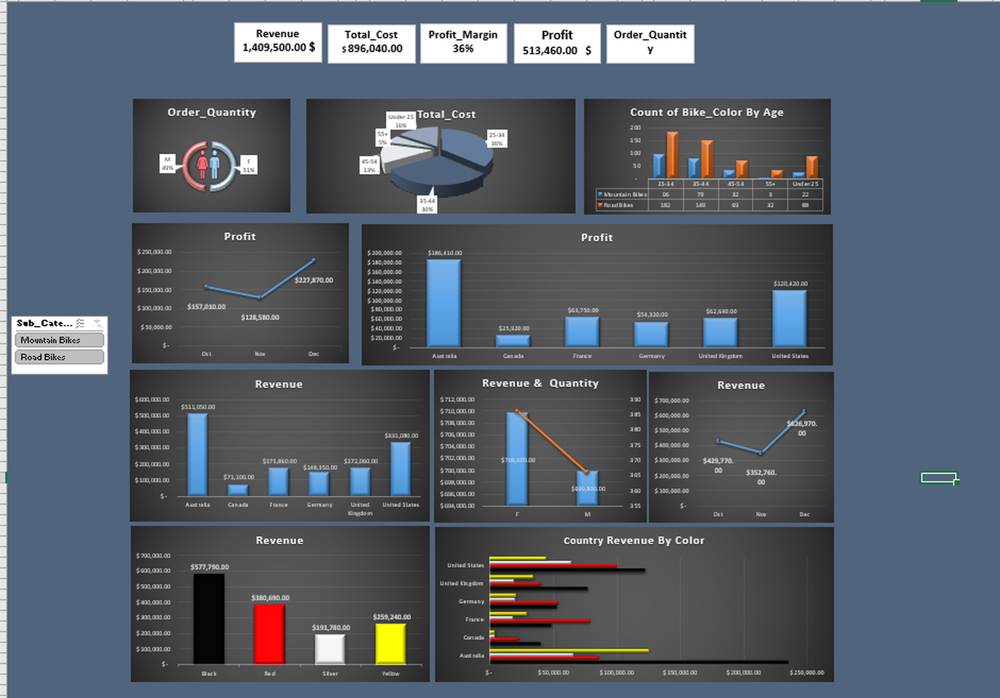 Revenue
1,409,500.00 $
Total_Cost
$ 896,040.00
Profit_Margin
36%
Profit
513,460.00 $
Order_Quantit
y
Order_Quantity
M
49%
F
51%
Total_Cost
Under 25
16%
55+
5%
45-54
13%
25-34
36%
35-44
30%
Count of Bike_Color By Age
200
150
100
50
-
25-34 35-44 45-54 55+ Under 25
Mountain Bikes 96 79 32 3 22
Road Bikes 182 149 69 32 88
Profit
$250,000.00
$200,000.00
$150,000.00
$100,000.00
$50,000.00
$-
$157,010.00
$128,580.00
$227,870.00
Oct Nov Dec
Profit
$200,000.00
$180,000.00
$160,000.00
$140,000.00
$120,000.00
$100,000.00
$80,000.00
$60,000.00
$40,000.00
$20,000.00
$-
$186,410.00
$25,920.00
$63,750.00
$54,320.00
$62,640.00
$120,420.00
Australia Canada France Germany United Kingdom United States
Sub_Cate...
Mountain Bikes
Road Bikes
Revenue
$600,000.00
$500,000.00
$400,000.00
$300,000.00
$200,000.00
$100,000.00
$-
$511,050.00
$71,100.00
$175,860.00
$148,350.00
$172,060.00
$331,080.00
Australia Canada France Germany United Kingdom United States
Revenue & Quantity
$712,000.00
$710,000.00
$708,000.00
$706,000.00
$704,000.00
$702,000.00
$700,000.00
$698,000.00
$696,000.00
$694,000.00
390
385
380
375
370
365
360
355
$709,670.00
$699,830.00
F M
Revenue
$700,000.00
$600,000.00
$500,000.00
$400,000.00
$300,000.00
$200,000.00
$100,000.00
$-
$429,770.
00
$352,760.
00
$626,970.
00
Oct Nov Dec
Revenue
$700,000.00
$600,000.00
$500,000.00
$400,000.00
$300,000.00
$200,000.00
$100,000.00
$-
$577,790.00
$380,690.00
$191,780.00
$259,240.00
Black Red Silver Yellow
Country Revenue By Color
United States
United Kingdom
Germany
France
Canada
Australia
$- $50,000.00 $100,000.00 $150,000.00 $200,000.00 $250,000.00